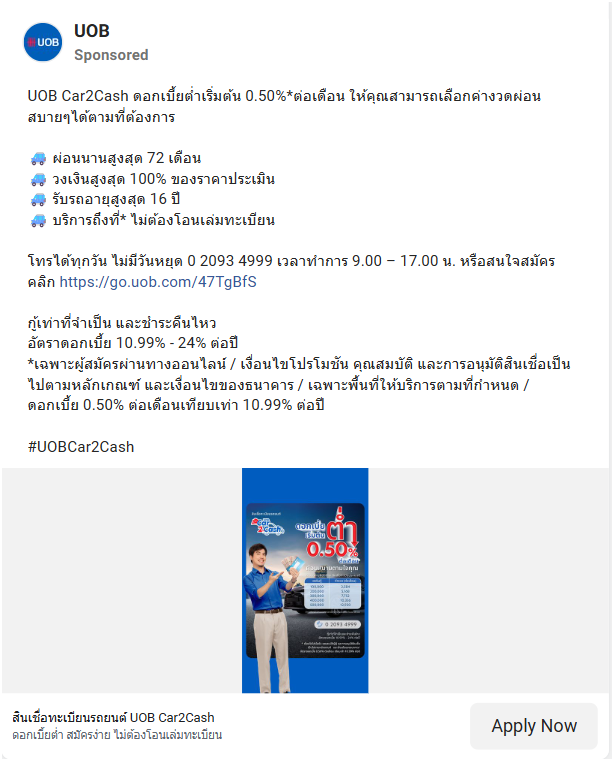 UOB
UOB
Sponsored
UOB Car2Cash ดอกเบี้ยต่ำเริ่มต้น 0.50%*ต่อเดือน ให้คุณสามารถเลือกค่างวดผ่อน
สบายๆได้ตามที่ต้องการ
🚙 ผ่อนนานสูงสุด 72 เดือน
🚙 วงเงินสูงสุด 100% ของราคาประเมิน
🚙 รับรถอายุสูงสุด 16 ปี
🚙 บริการถึงที่* ไม่ต้องโอนเล่มทะเบียน
โทรได้ทุกวัน ไม่มีวันหยุด 0 2093 4999 เวลาทำการ 9.00 – 17.00 น. หรือสนใจสมัคร
คลิก https://go.uob.com/47TgBfS
กู้เท่าที่จำเป็น และชำระคืนไหว
อัตราดอกเบี้ย 10.99% - 24% ต่อปี
*เฉพาะผู้สมัครผ่านทางออนไลน์ / เงื่อนไขโปรโมชัน คุณสมบัติ และการอนุมัติสินเชื่อเป็น
ไปตามหลักเกณฑ์ และเงื่อนไขของธนาคาร / เฉพาะพื้นที่ให้บริการตามที่กำหนด /
ดอกเบี้ย 0.50% ต่อเดือนเทียบเท่า 10.99% ต่อปี
#UOBCar2Cash
Car
2Cash
ดอกเบี้ย
เริ่มต้น
ต่ำ
0.50%
0 2093 4999
สินเชื่อทะเบียนรถยนต์ UOB Car2Cash
ดอกเบี้ยต่ำ สมัครง่าย ไม่ต้องโอนเล่มทะเบียน
Apply Now